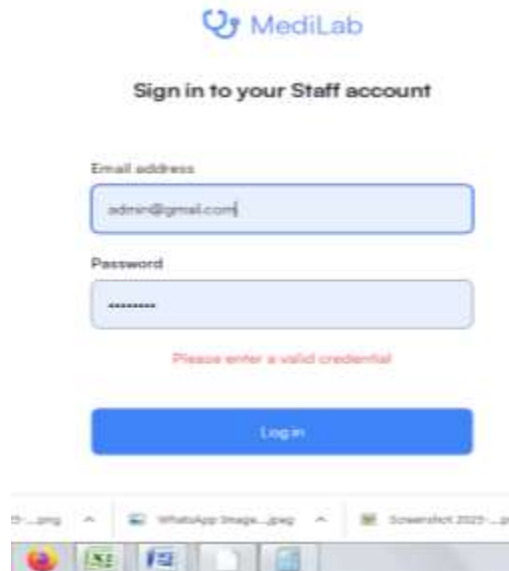 MediLab
Sign in to your Staff account
Email address
admin@gmail.com
Password
Please enter a valid credential
Log in
WhatsApp Image....jpeg
Screenshot 2025-